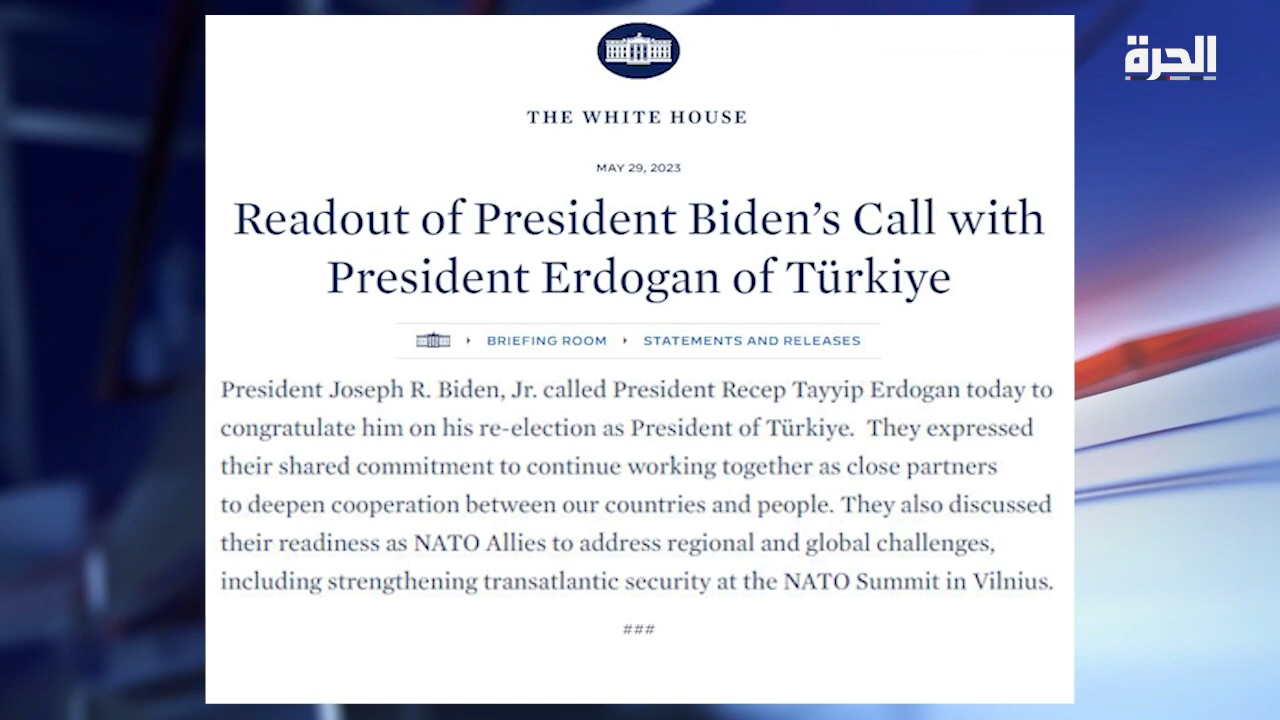 الحرة
THE WHITE HOUSE
MAY 29, 2023
Readout of President Biden’s Call with
President Erdogan of Türkiye
BRIEFING ROOM
STATEMENTS AND RELEASES
President Joseph R. Biden, Jr. called President Recep Tayyip Erdogan today to
congratulate him on his re-election as President of Türkiye.  They expressed
their shared commitment to continue working together as close partners
to deepen cooperation between our countries and people. They also discussed
their readiness as NATO Allies to address regional and global challenges,
including strengthening transatlantic security at the NATO Summit in Vilnius.
###